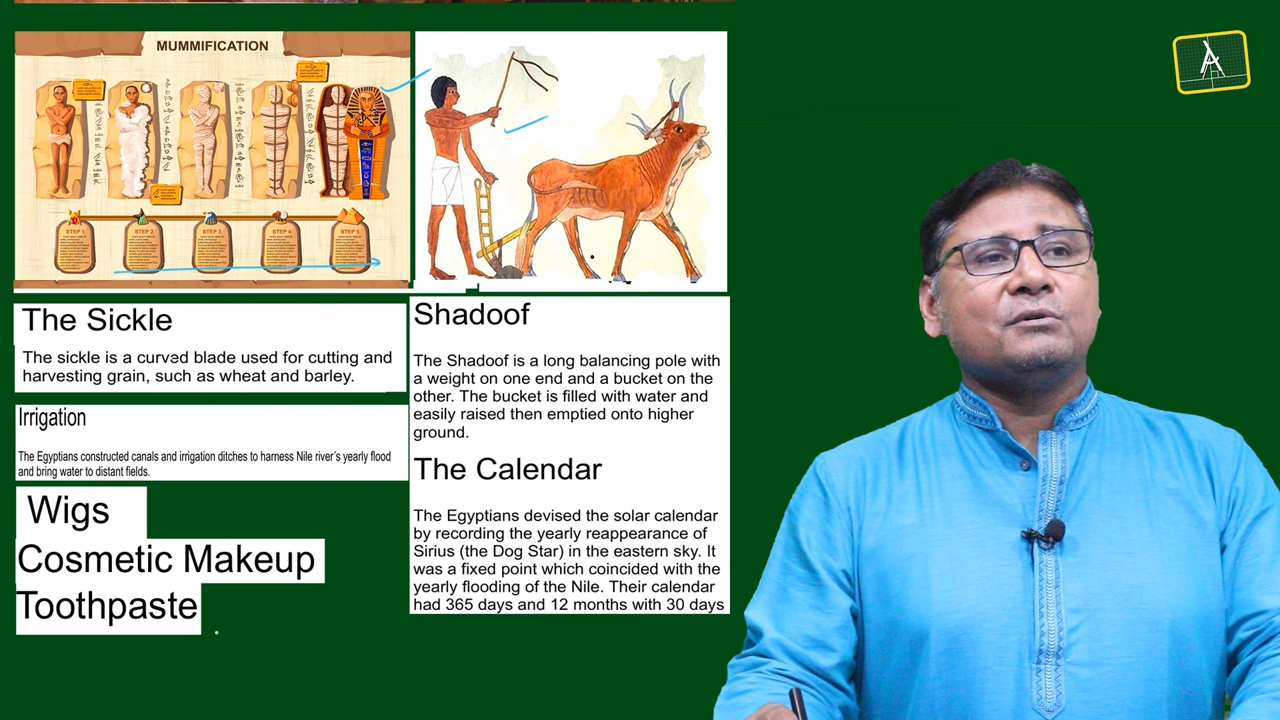 MUMMIFICATION
STEP 1
STEP 2
STEP 3
STEP 4
STEP 5
The Sickle
The sickle is a curved blade used for cutting and
harvesting grain, such as wheat and barley.
Irrigation
The Egyptians constructed canals and irrigation ditches to harness Nile river's yearly flood
and bring water to distant fields.
Wigs
Cosmetic Makeup
Toothpaste
Shadoof
The Shadoof is a long balancing pole with
a weight on one end and a bucket on the
other. The bucket is filled with water and
easily raised then emptied onto higher
ground.
The Calendar
The Egyptians devised the solar calendar
by recording the yearly reappearance of
Sirius (the Dog Star) in the eastern sky. It
was a fixed point which coincided with the
yearly flooding of the Nile. Their calendar
had 365 days and 12 months with 30 days